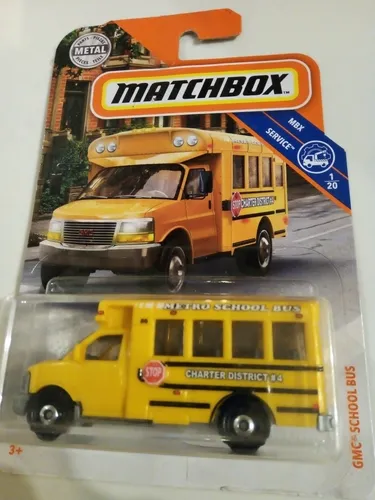 METAL
MATCHBOX
MBX
SERVICE™
1
20
STOP CHARTER DISTRICT #4
METRO SCHOOL BUS
STOP
CHARTER DISTRICT #4
3+
GMC® SCHOOL BUS